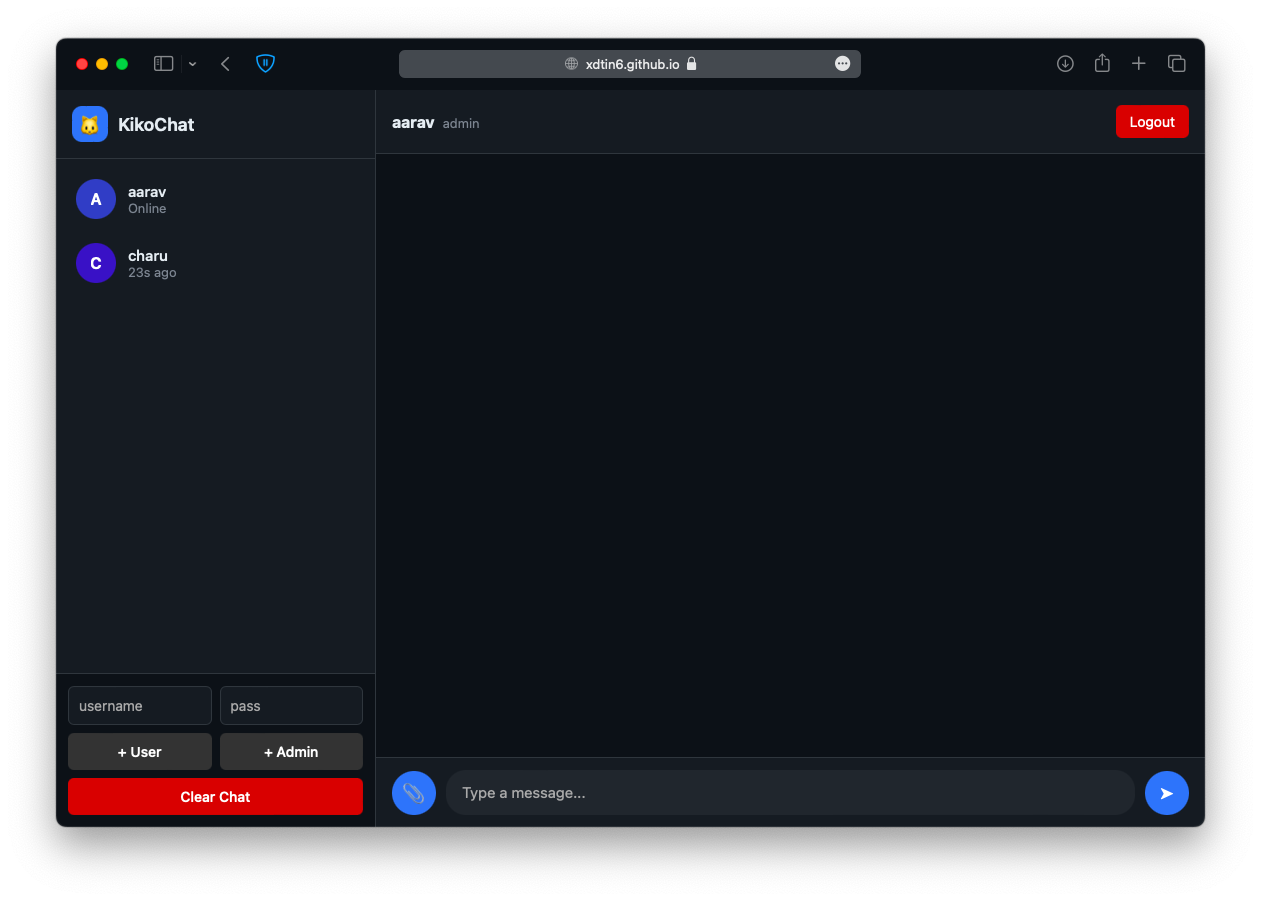 xdtin6.github.io
KikoChat
A
aarav
Online
C
charu
23s ago
username
pass
+ User
+ Admin
Clear Chat
aarav admin
Logout
Type a message...